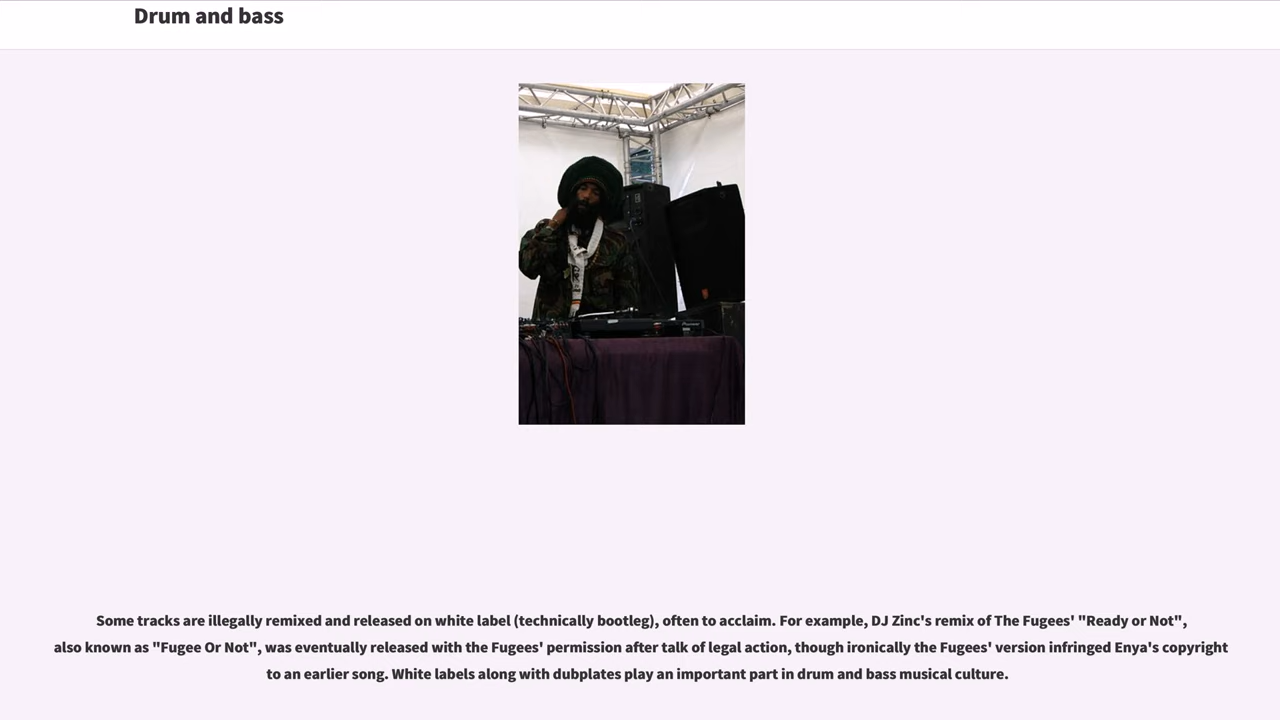 Drum and bass
Some tracks are illegally remixed and released on white label (technically bootleg), often to acclaim. For example, DJ Zinc's remix of The Fugees' "Ready or Not",
also known as "Fugee Or Not", was eventually released with the Fugees' permission after talk of legal action, though ironically the Fugees' version infringed Enya's copyright
to an earlier song. White labels along with dubplates play an important part in drum and bass musical culture.